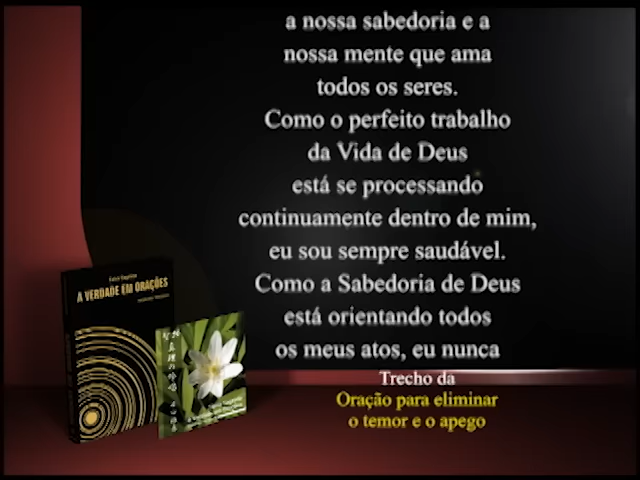 a nossa sabedoria e a
nossa mente que ama
todos os seres.
Como o perfeito trabalho
da Vida de Deus
está se processando
continuamente dentro de mim,
eu sou sempre saudável.
Como a Sabedoria de Deus
está orientando todos
os meus atos, eu nunca
Trecho da
Oração para eliminar
o temor e o apego
A VERDADE EM ORAÇÕES